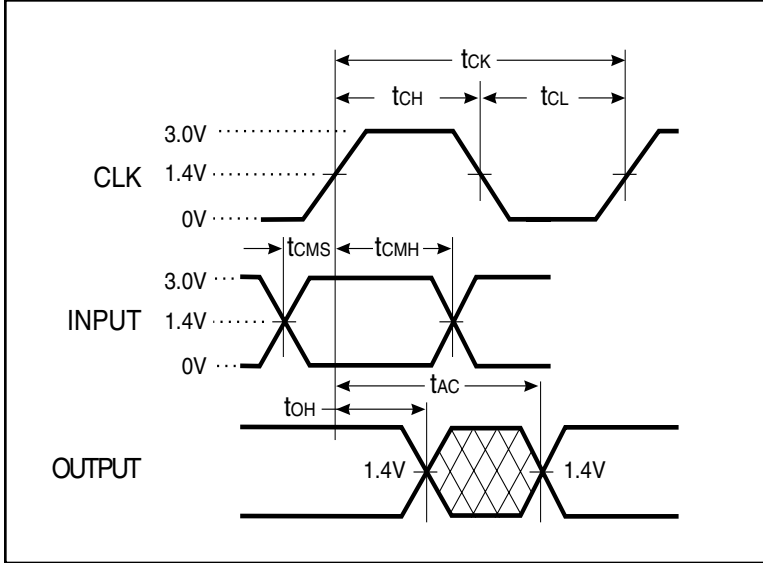 tCK
tCH tCL
3.0V
CLK 1.4V
0V
tCMS tCMH
3.0V
INPUT 1.4V
0V
tAC
tOH
OUTPUT 1.4V 1.4V